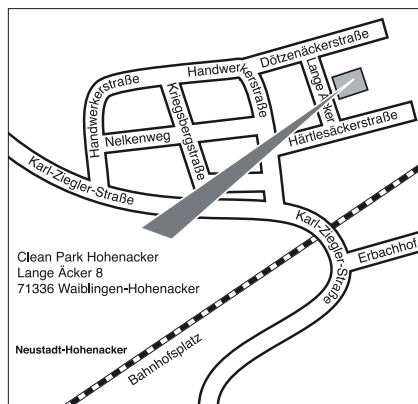 Dötzenäckerstraße
Handwerkerstraße
Lange Äcker
Handwerkerstraße
Kriegsbergstraße
Nelkenweg
Härtlesäckerstraße
Karl-Ziegler-Straße
Karl-Ziegler-Straße
Erbachhof
Clean Park Hohenacker
Lange Äcker 8
71336 Waiblingen-Hohenacker
Neustadt-Hohenacker
Bahnhofsplatz